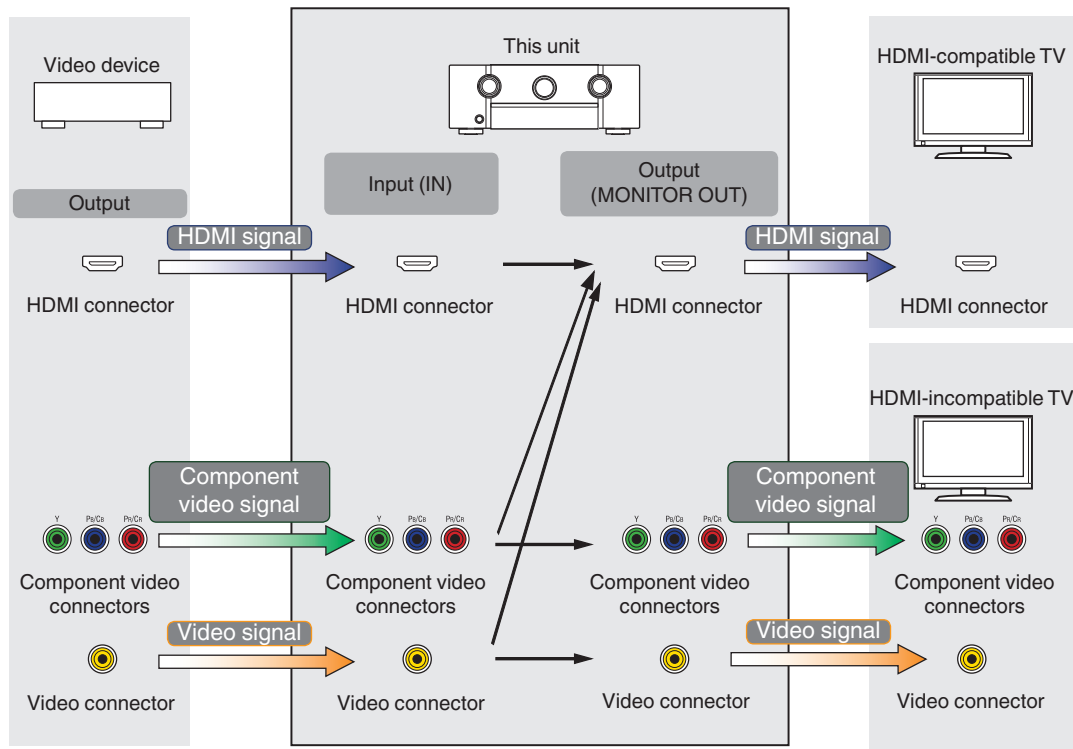 Video device
This unit
HDMI-compatible TV
Output
Input (IN)
Output
(MONITOR OUT)
HDMI signal
HDMI signal
HDMI connector
HDMI connector
HDMI connector
HDMI connector
HDMI-incompatible TV
Component
video signal
Component
video signal
Y PB/CB PR/CR
Y PB/CB PR/CR
Y PB/CB PR/CR
Y PB/CB PR/CR
Component video
connectors
Component video
connectors
Component video
connectors
Component video
connectors
Video signal
Video signal
Video connector
Video connector
Video connector
Video connector